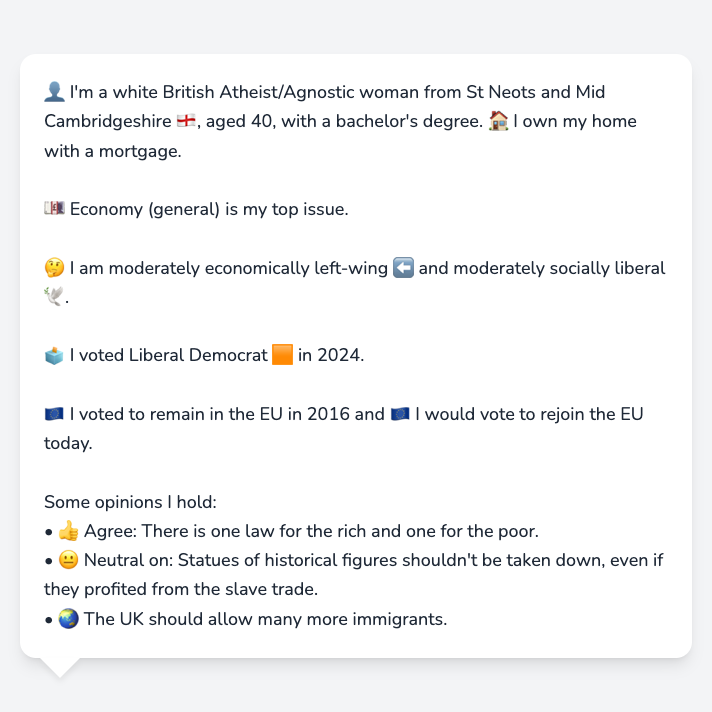 👤 I'm a white British Atheist/Agnostic woman from St Neots and Mid
Cambridgeshire 🏴󠁧󠁢󠁥󠁮󠁧󠁿, aged 40, with a bachelor's degree. 🏠 I own my home
with a mortgage.
💷 Economy (general) is my top issue.
🤔 I am moderately economically left-wing ⬅️ and moderately socially liberal
🕊️.
🗳️ I voted Liberal Democrat 🟧 in 2024.
🇪🇺 I voted to remain in the EU in 2016 and 🇪🇺 I would vote to rejoin the EU
today.
Some opinions I hold:
• 👍 Agree: There is one law for the rich and one for the poor.
• 😐 Neutral on: Statues of historical figures shouldn't be taken down, even if
they profited from the slave trade.
• 🌏 The UK should allow many more immigrants.